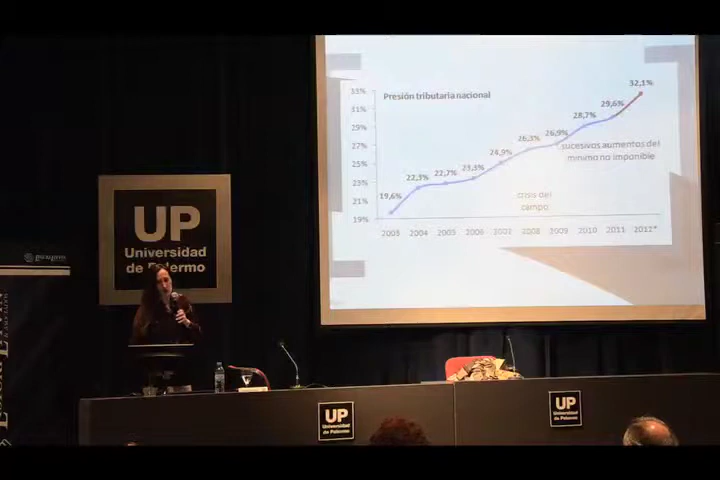 33%
31%
29%
27%
25%
23%
21%
19%
Presión tributaria nacional
19,6%
22,3%
22,7%
23,3%
24,9%
26,3%
26,9%
28,7%
29,6%
32,1%
sucesivos aumentos del
mínimo no imponible
crisis del
campo
2003 2004 2005 2006 2007 2008 2009 2010 2011 2012*
UP
Universidad
de Palermo
UP
Universidad
de Palermo
UP
Universidad
de Palermo